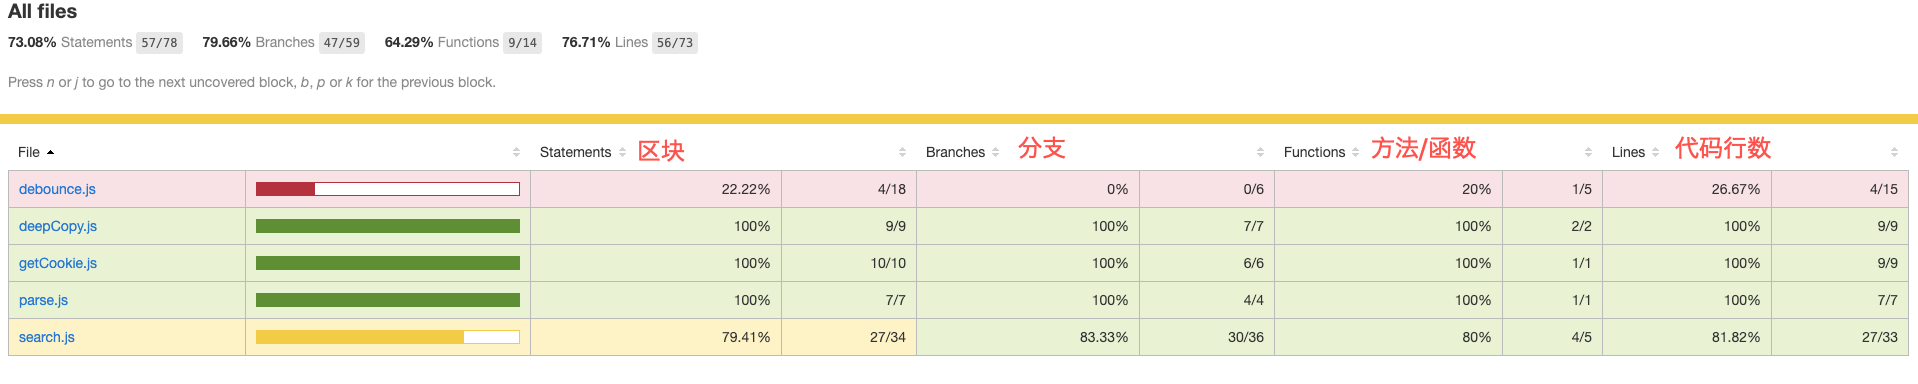 All files
73.08% Statements 57/78 79.66% Branches 47/59 64.29% Functions 9/14 76.71% Lines 56/73
Press n or j to go to the next uncovered block, b, p or k for the previous block.
File Statements 区块 Branches 分支 Functions 方法/函数 Lines 代码行数
debounce.js 22.22% 4/18 0% 0/6 20% 1/5 26.67% 4/15
deepCopy.js 100% 9/9 100% 7/7 100% 2/2 100% 9/9
getCookie.js 100% 10/10 100% 6/6 100% 1/1 100% 9/9
parse.js 100% 7/7 100% 4/4 100% 1/1 100% 7/7
search.js 79.41% 27/34 83.33% 30/36 80% 4/5 81.82% 27/33